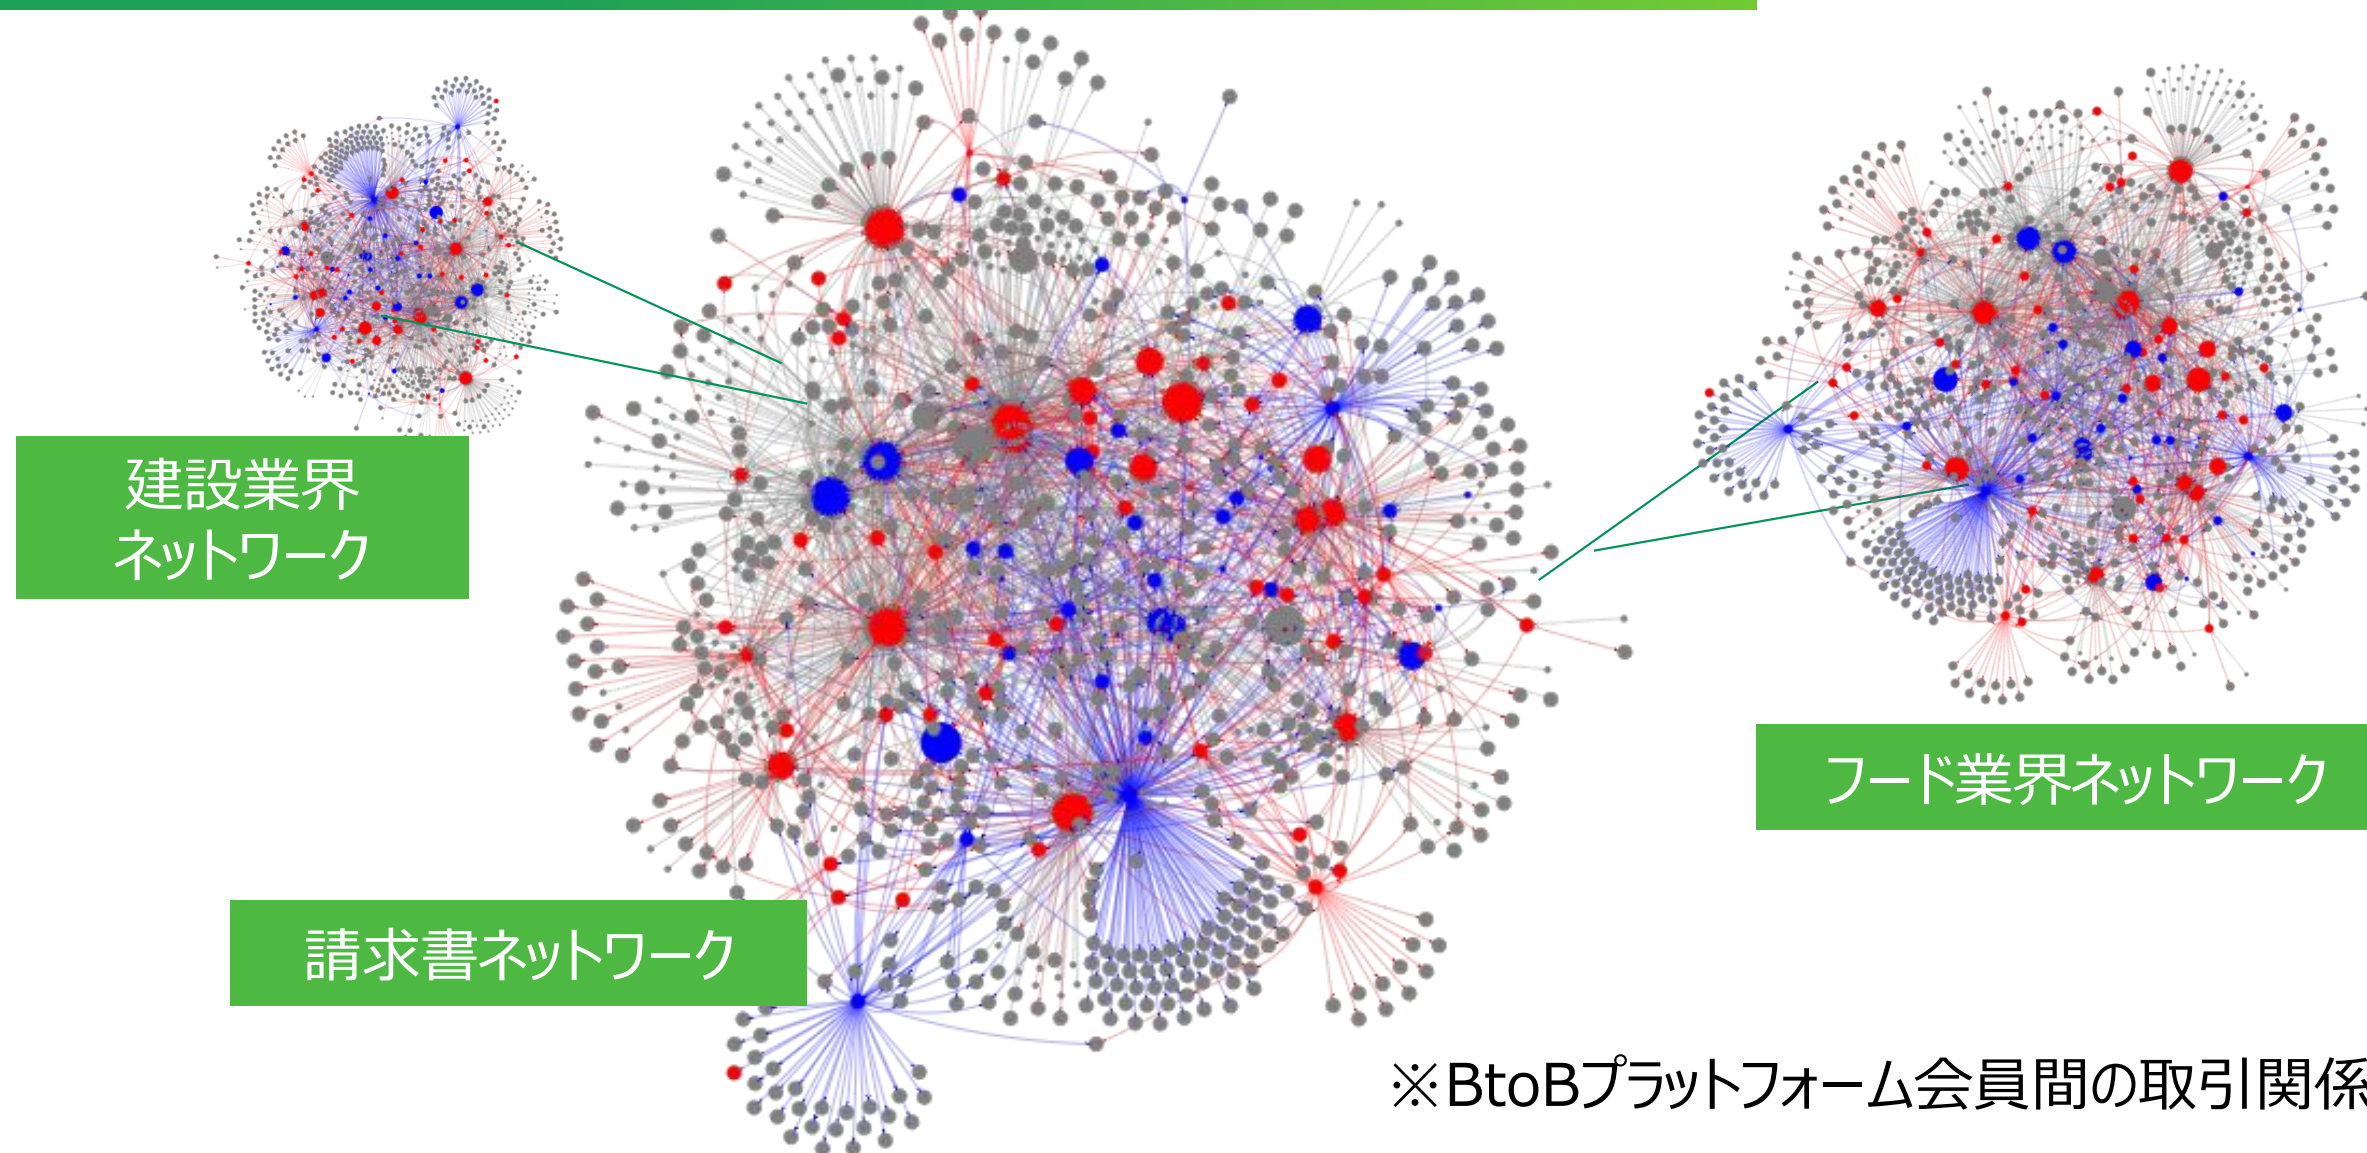 建設業界
ネットワーク
フード業界ネットワーク
請求書ネットワーク
※BtoBプラットフォーム会員間の取引関係